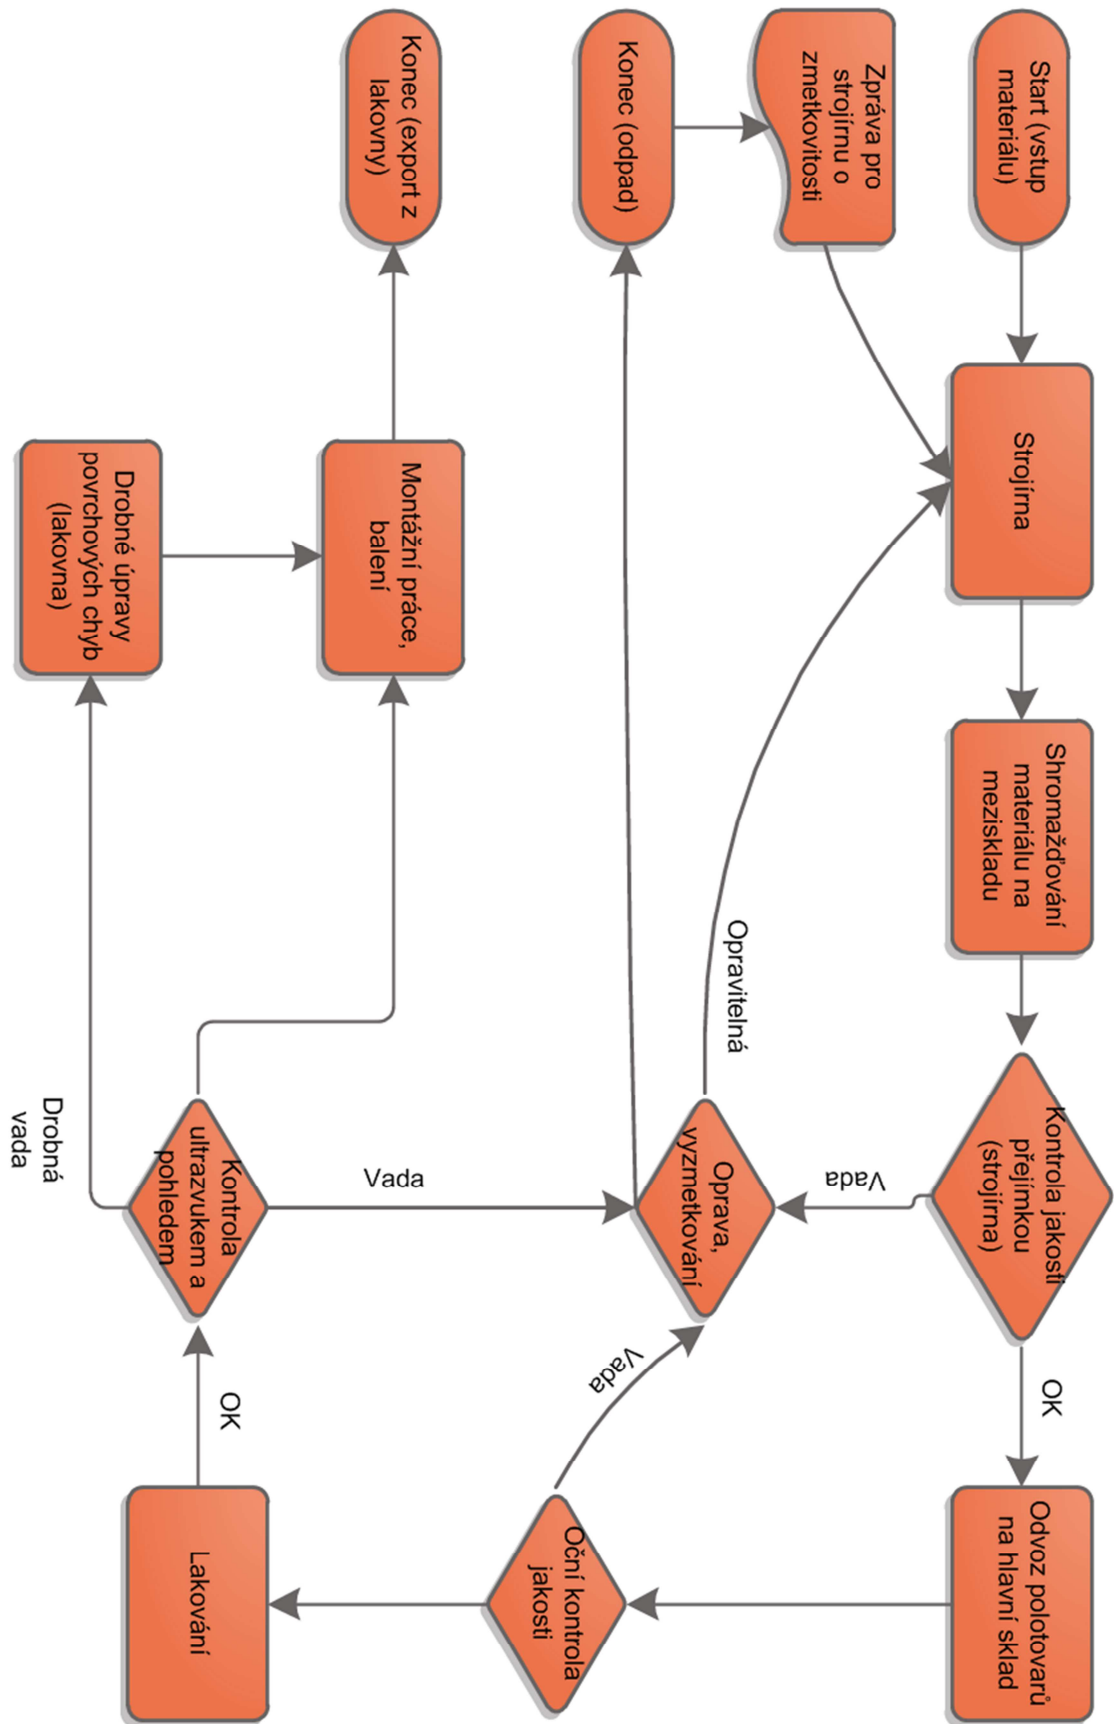 Start (vstup
materiálu)
Strojírna
Shromažďování
materiálu na
meziskladu
Kontrola jakosti
přejímkou
(strojírna)
OK
Odvoz polotovarů
na hlavní sklad
Zpráva pro
strojírnu o
zmetkovitosti
Konec (odpad)
Opravitelná
Vada
Oprava,
vyzmetkování
Vada
Oční kontrola
jakosti
Vada
Konec (export z
lakovny)
Montážní práce,
balení
Drobné úpravy
povrchových chyb
(lakovna)
Kontrola
ultrazvukem a
pohledem
OK
Lakování
Drobná
vada